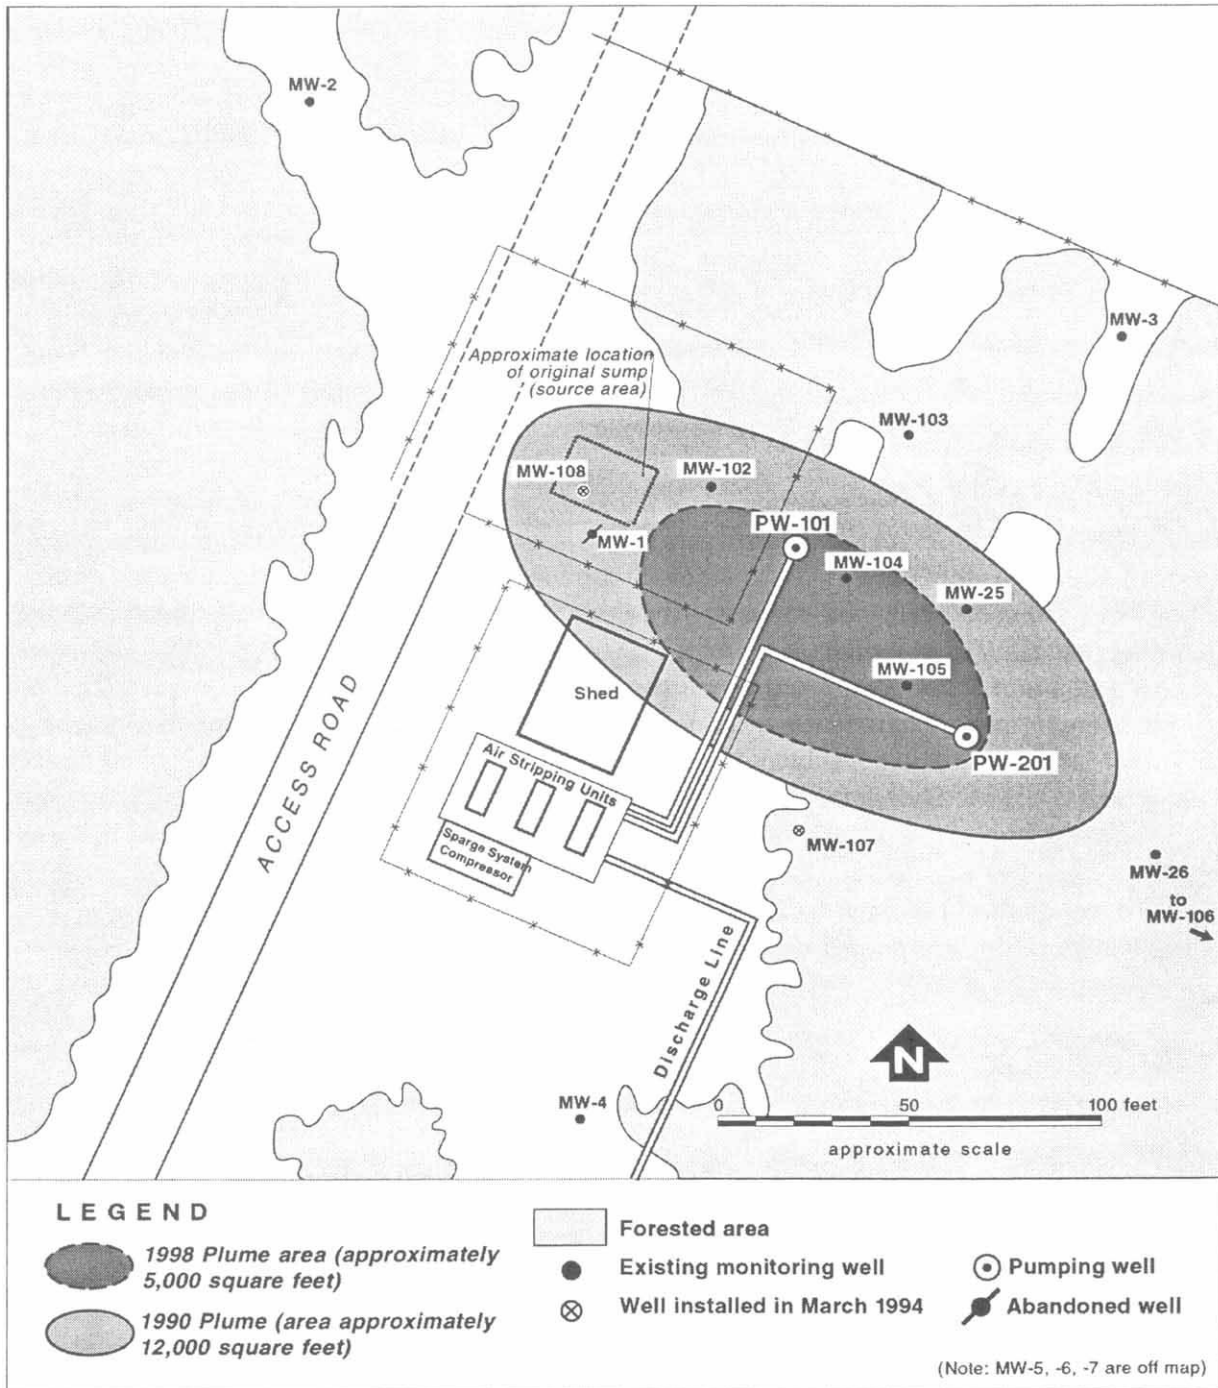 MW-2
MW-3
Approximate location
of original sump
(source area)
MW-103
MW-108
MW-102
MW-1
PW-101
MW-104
MW-25
MW-105
Shed
PW-201
Air Stripping Units
Sparge System
Compressor
ACCESS ROAD
MW-107
MW-26
to
MW-106
Discharge Line
N
MW-4
0 50 100 feet
approximate scale
LEGEND
1998 Plume area (approximately
5,000 square feet)
1990 Plume (area approximately
12,000 square feet)
Forested area
Existing monitoring well
Well installed in March 1994
Pumping well
Abandoned well
(Note: MW-5, -6, -7 are off map)